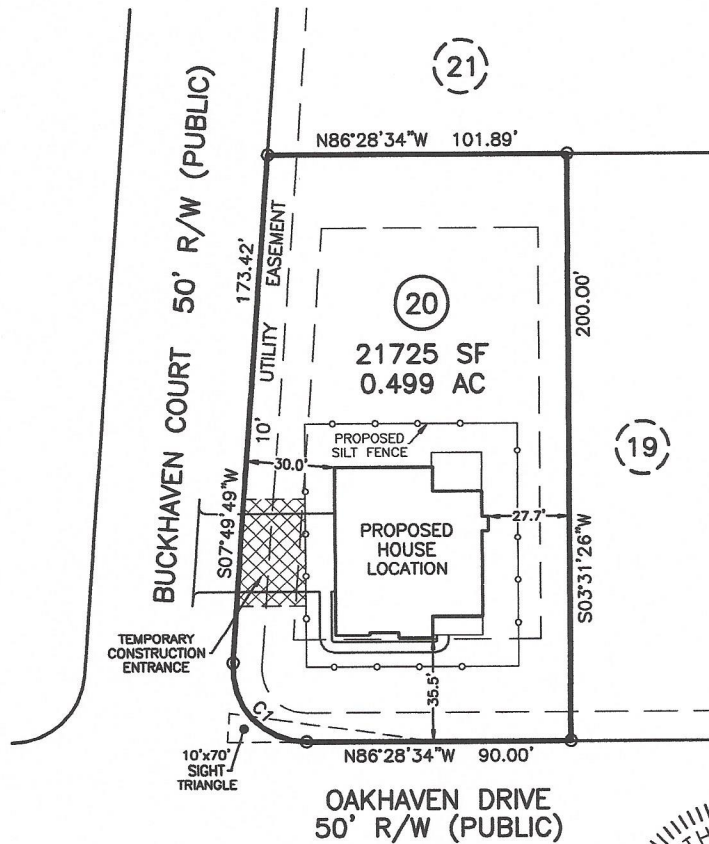 21
N86°28'34"W 101.89'
BUCKHAVEN COURT 50' R/W (PUBLIC)
173.42'
S07°49'49"W
10' UTILITY EASEMENT
20
21725 SF
0.499 AC
200.00'
S03°31'26"W
19
PROPOSED
SILT FENCE
30.0'
27.7'
PROPOSED
HOUSE
LOCATION
TEMPORARY
CONSTRUCTION
ENTRANCE
35.5'
C1
10'x70'
SIGHT
TRIANGLE
N86°28'34"W 90.00'
OAKHAVEN DRIVE
50' R/W (PUBLIC)
TH